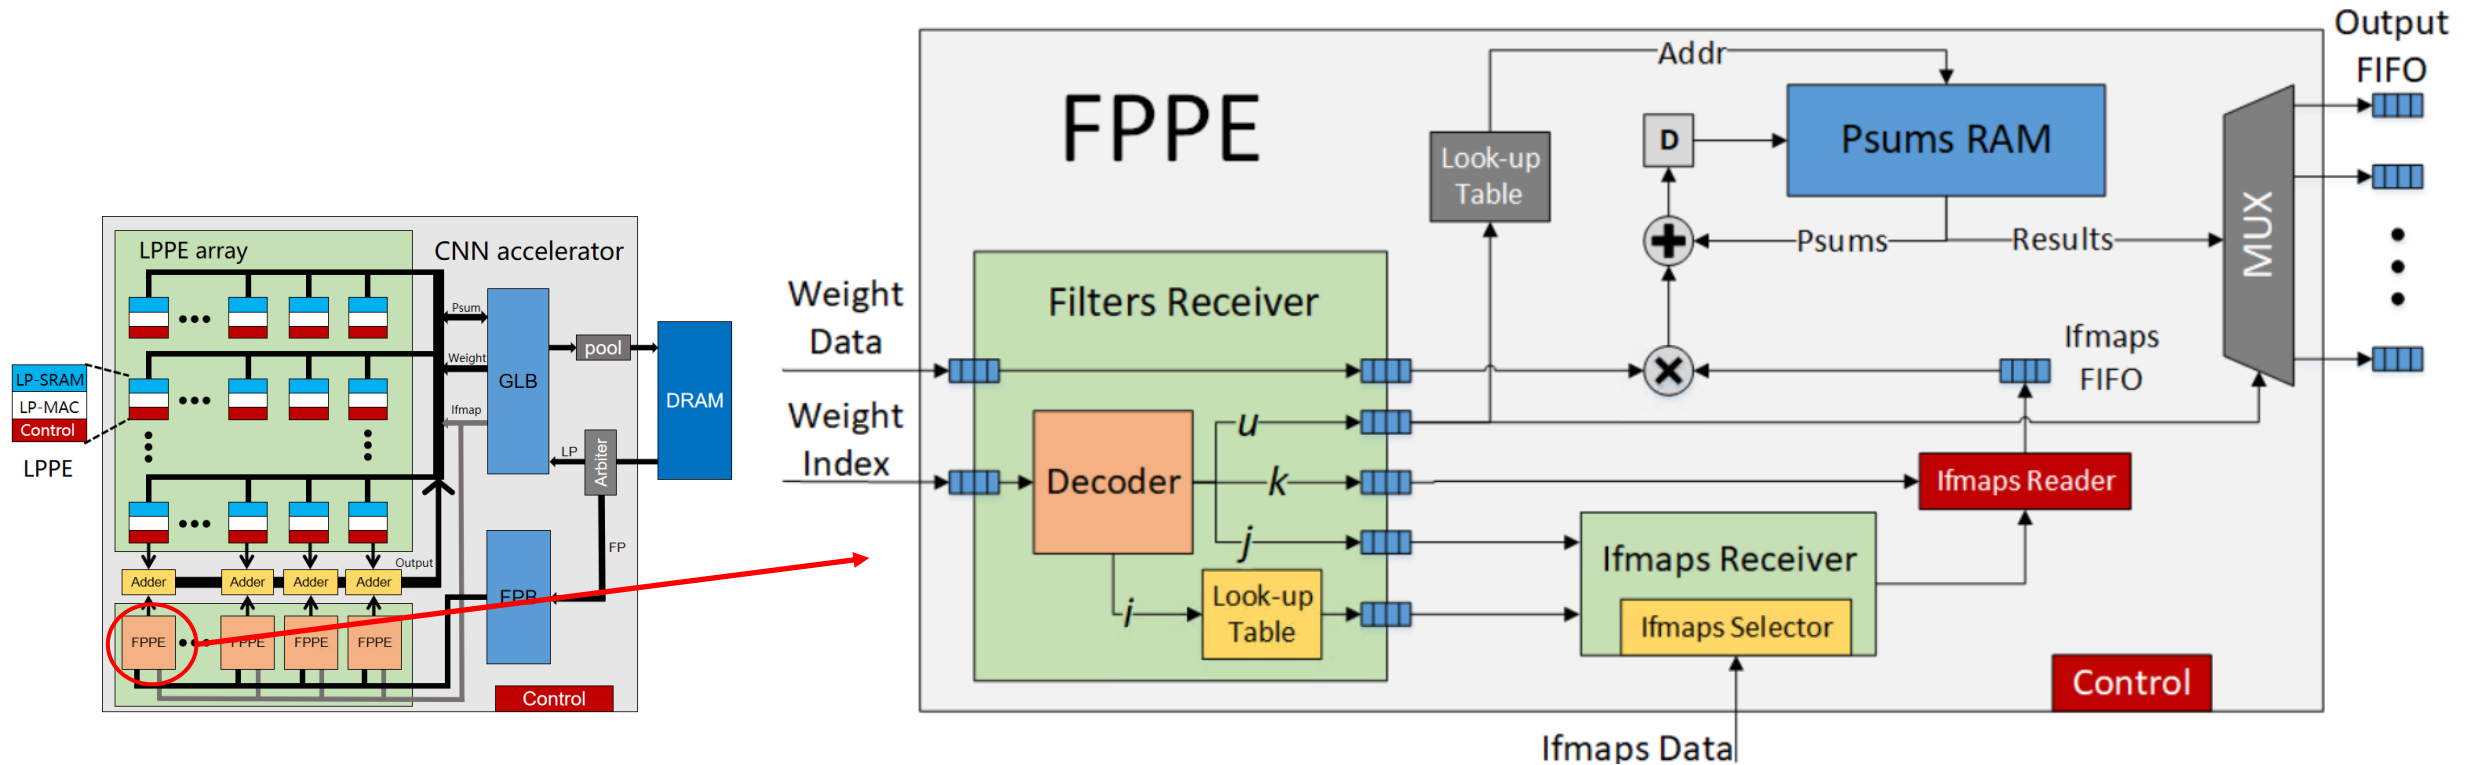 LPPE array
CNN accelerator
Psum
Weight
Ifmap
GLB
pool
DRAM
Arbiter
LP
FP
LP-SRAM
LP-MAC
Control
LPPE
Output
Adder
Adder
Adder
Adder
FPB
FPPE
FPPE
FPPE
FPPE
Control
FPPE
Weight
Data
Weight
Index
Filters Receiver
Decoder
u
k
j
i
Look-up
Table
Look-up
Table
Addr
D
Psums RAM
Psums
Results
MUX
Output
FIFO
Ifmaps
FIFO
Ifmaps Reader
Ifmaps Receiver
Ifmaps Selector
Ifmaps Data
Control